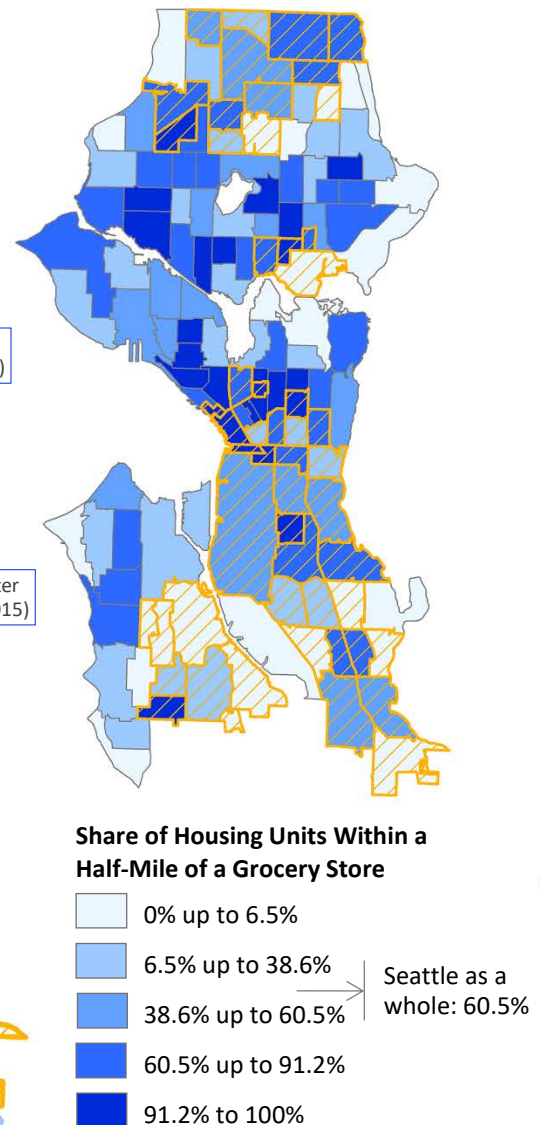 )
ter
015)
Share of Housing Units Within a
Half-Mile of a Grocery Store
0% up to 6.5%
6.5% up to 38.6%
38.6% up to 60.5%
60.5% up to 91.2%
91.2% to 100%
Seattle as a
whole: 60.5%